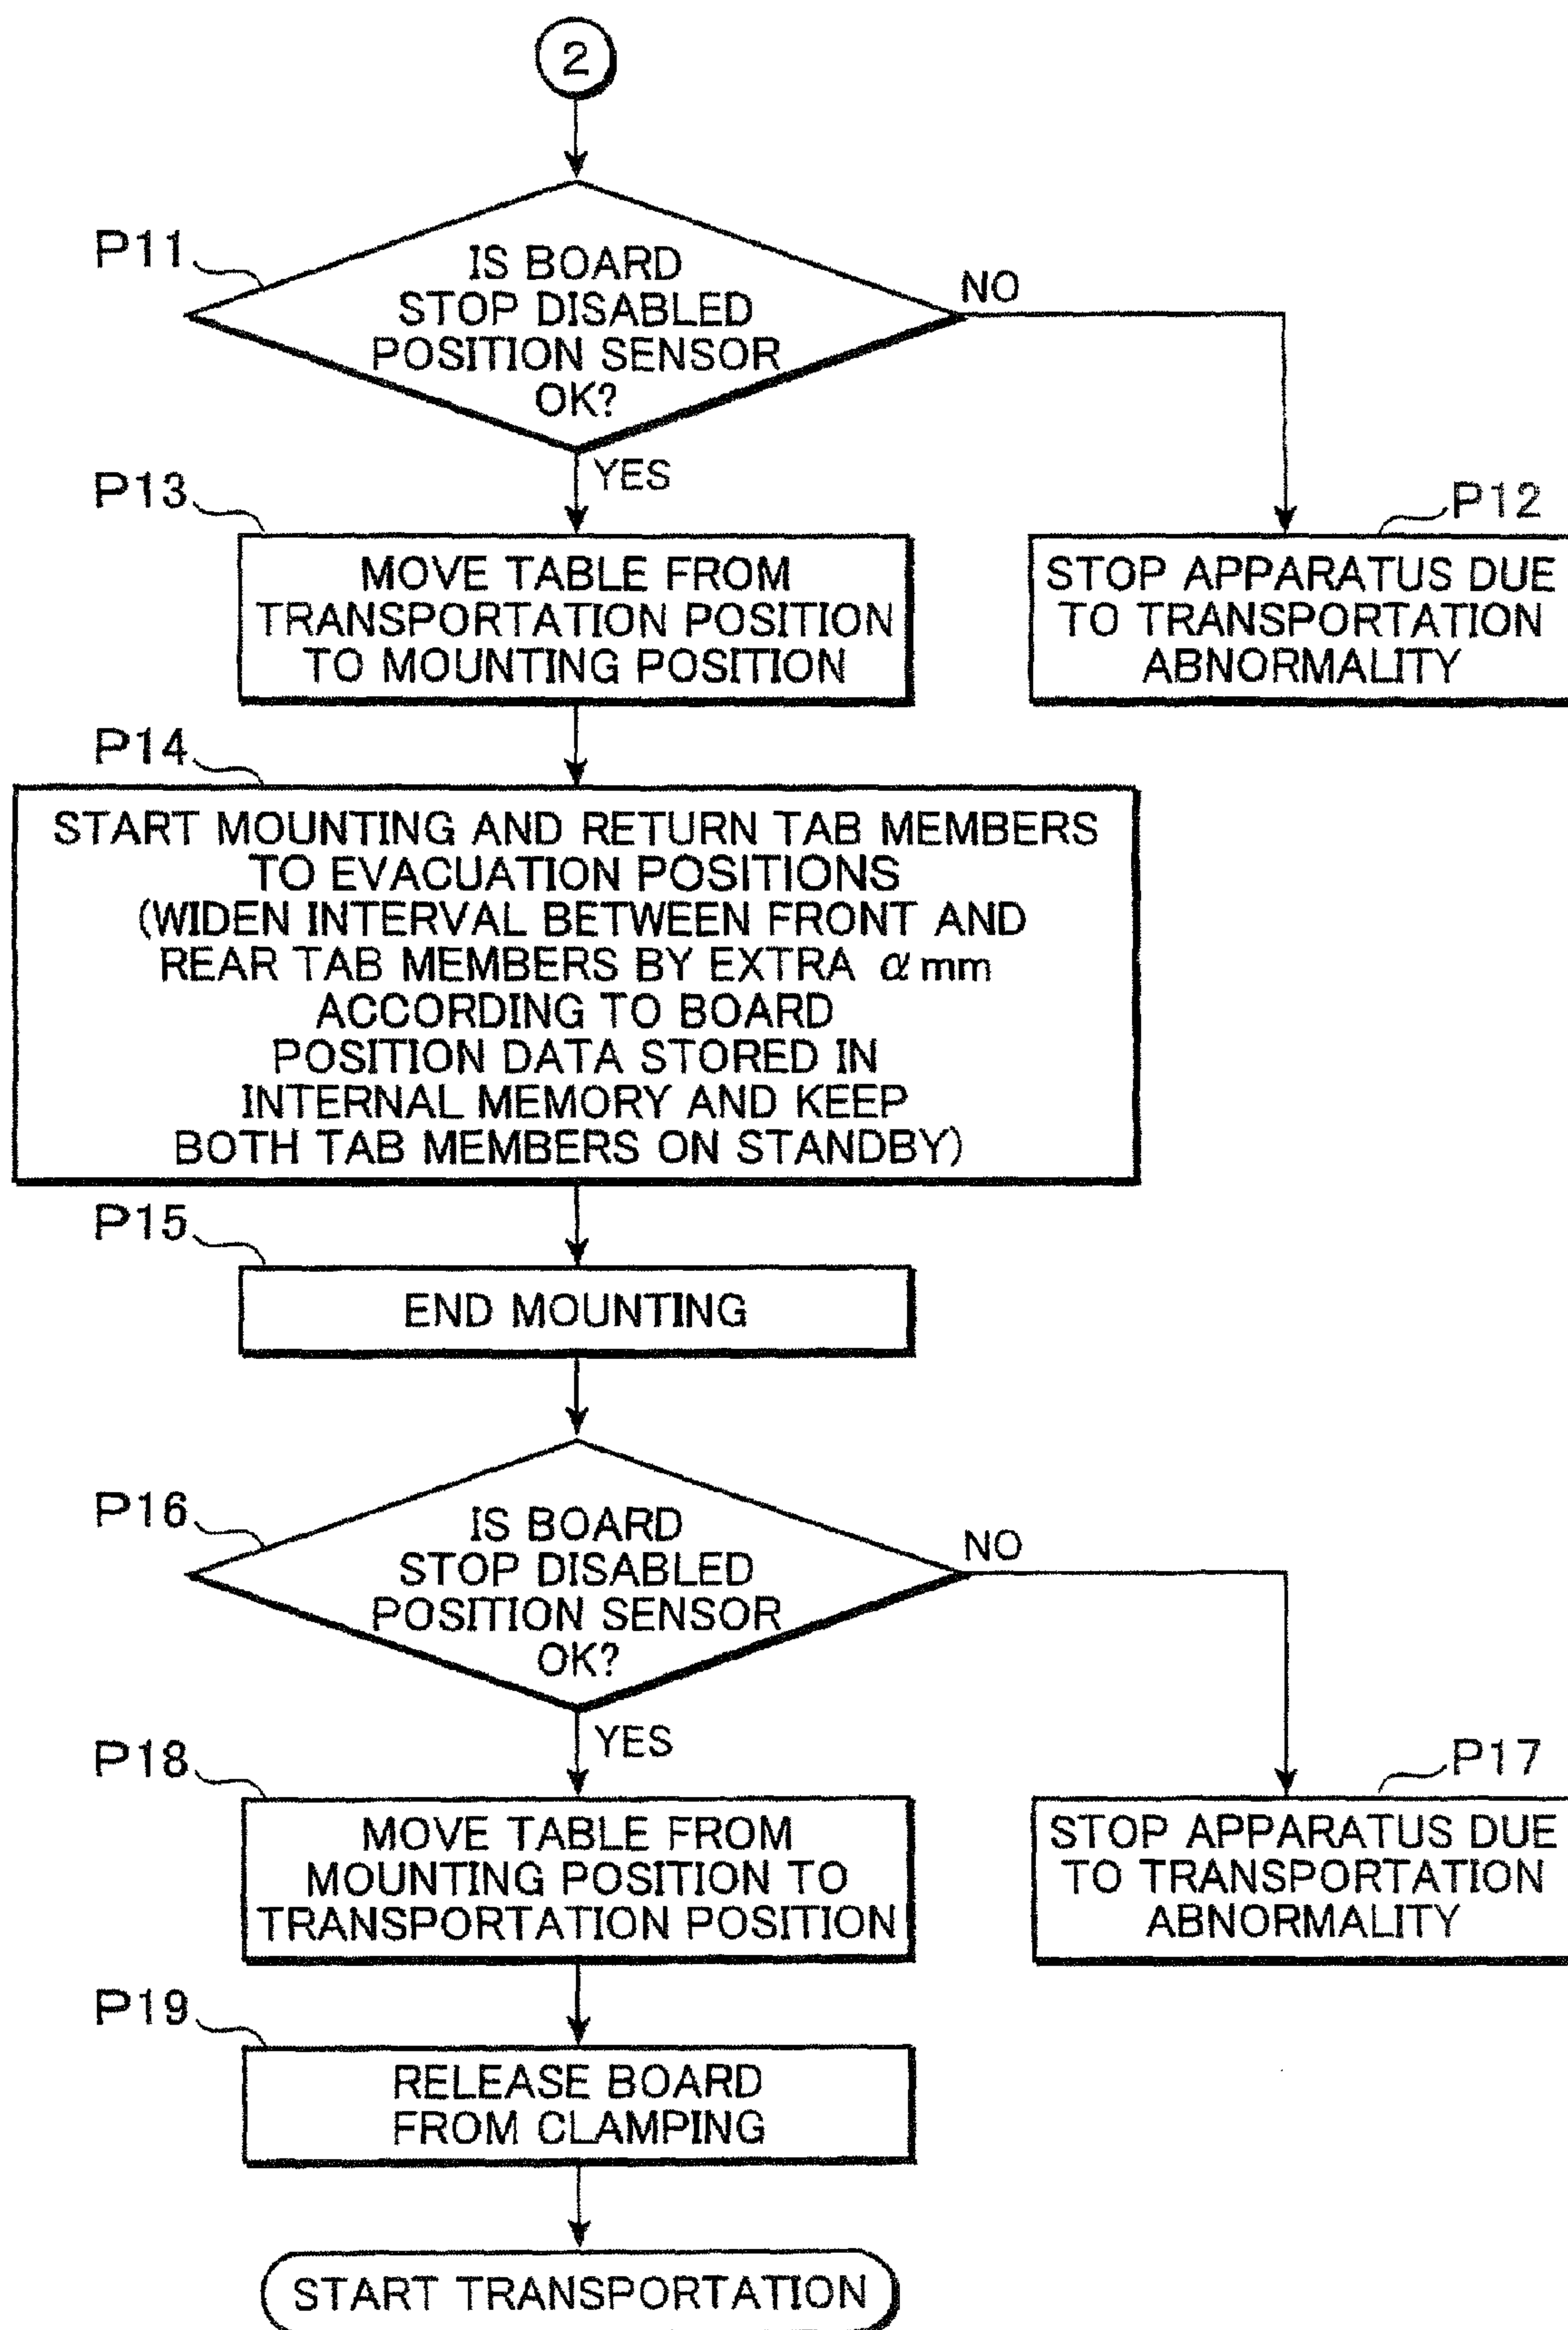 2
P11
IS BOARD
STOP DISABLED
POSITION SENSOR
OK?
NO
YES
P13
MOVE TABLE FROM
TRANSPORTATION POSITION
TO MOUNTING POSITION
P12
STOP APPARATUS DUE
TO TRANSPORTATION
ABNORMALITY
P14
START MOUNTING AND RETURN TAB MEMBERS
TO EVACUATION POSITIONS
(WIDEN INTERVAL BETWEEN FRONT AND
REAR TAB MEMBERS BY EXTRA α mm
ACCORDING TO BOARD
POSITION DATA STORED IN
INTERNAL MEMORY AND KEEP
BOTH TAB MEMBERS ON STANDBY)
P15
END MOUNTING
P16
IS BOARD
STOP DISABLED
POSITION SENSOR
OK?
NO
YES
P18
MOVE TABLE FROM
MOUNTING POSITION TO
TRANSPORTATION POSITION
P17
STOP APPARATUS DUE
TO TRANSPORTATION
ABNORMALITY
P19
RELEASE BOARD
FROM CLAMPING
START TRANSPORTATION